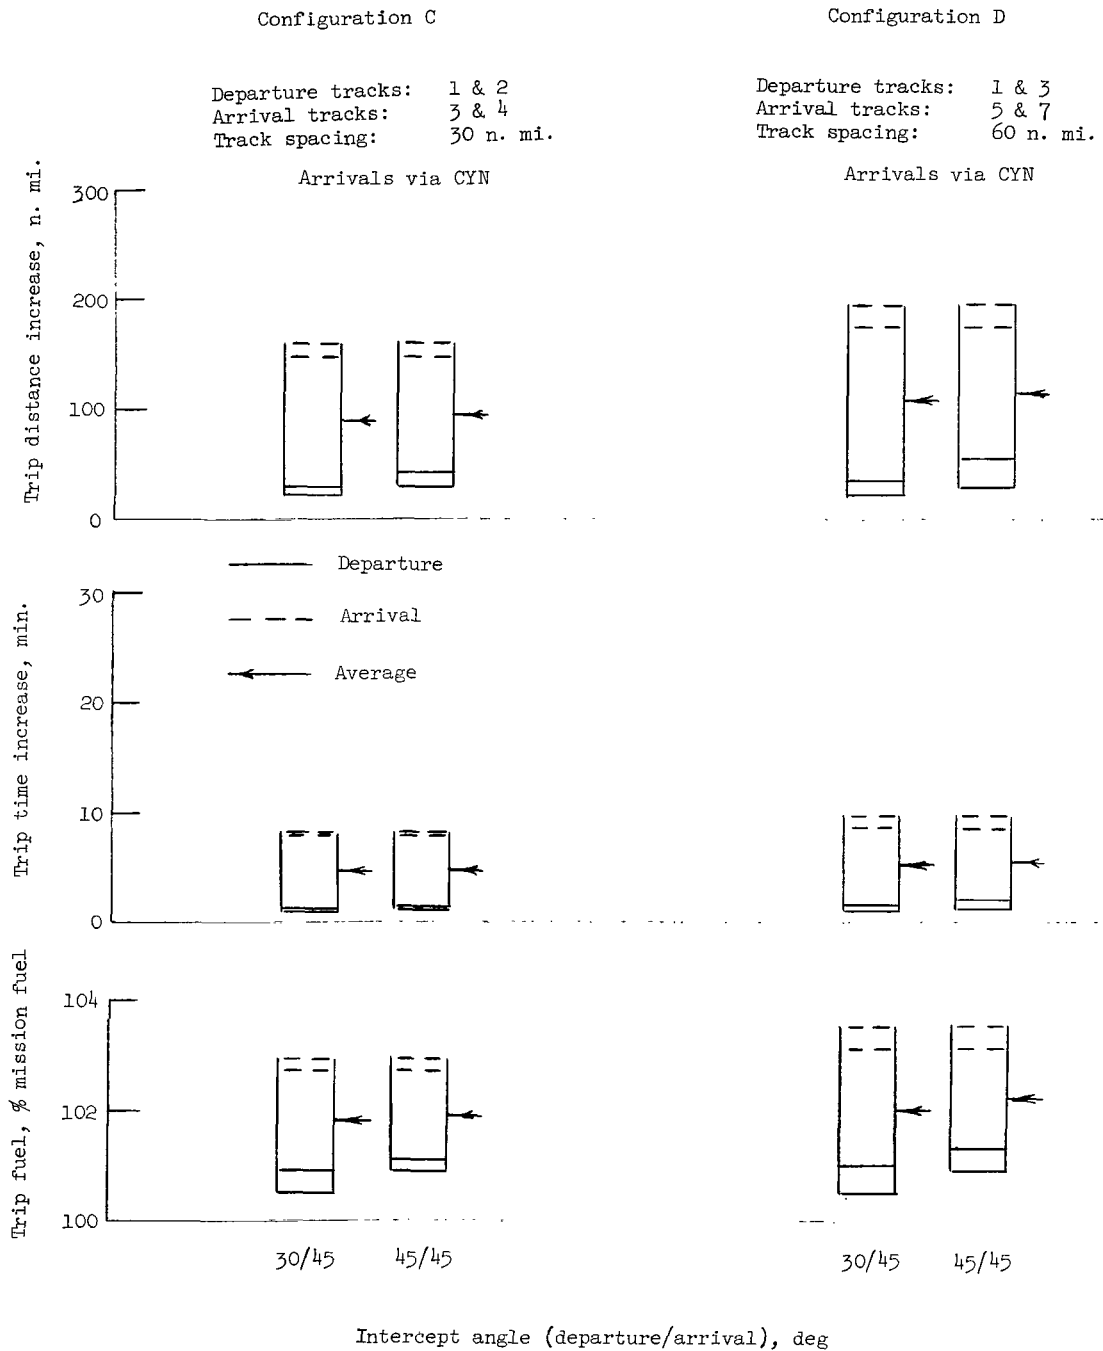 Configuration C
Configuration D
Departure tracks: 1 & 2
Arrival tracks: 3 & 4
Track spacing: 30 n. mi.
Departure tracks: 1 & 3
Arrival tracks: 5 & 7
Track spacing: 60 n. mi.
Arrivals via CYN
Arrivals via CYN
Trip distance increase, n. mi.
300
200
100
0
Departure
Arrival
Average
Trip time increase, min.
30
20
10
0
Trip fuel, % mission fuel
104
102
100
30/45
45/45
30/45
45/45
Intercept angle (departure/arrival), deg